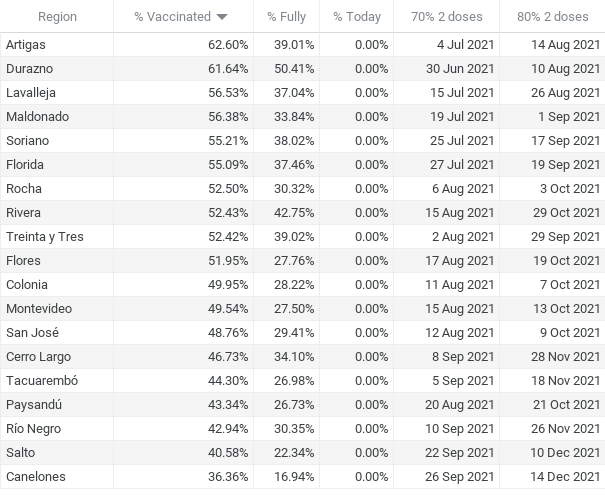 Region % Vaccinated % Fully % Today 70% 2 doses 80% 2 doses
Artigas 62.60% 39.01% 0.00% 4 Jul 2021 14 Aug 2021
Durazno 61.64% 50.41% 0.00% 30 Jun 2021 10 Aug 2021
Lavalleja 56.53% 37.04% 0.00% 15 Jul 2021 26 Aug 2021
Maldonado 56.38% 33.84% 0.00% 19 Jul 2021 1 Sep 2021
Soriano 55.21% 38.02% 0.00% 25 Jul 2021 17 Sep 2021
Florida 55.09% 37.46% 0.00% 27 Jul 2021 19 Sep 2021
Rocha 52.50% 30.32% 0.00% 6 Aug 2021 3 Oct 2021
Rivera 52.43% 42.75% 0.00% 15 Aug 2021 29 Oct 2021
Treinta y Tres 52.42% 39.02% 0.00% 2 Aug 2021 29 Sep 2021
Flores 51.95% 27.76% 0.00% 17 Aug 2021 19 Oct 2021
Colonia 49.95% 28.22% 0.00% 11 Aug 2021 7 Oct 2021
Montevideo 49.54% 27.50% 0.00% 15 Aug 2021 13 Oct 2021
San José 48.76% 29.41% 0.00% 12 Aug 2021 9 Oct 2021
Cerro Largo 46.73% 34.10% 0.00% 8 Sep 2021 28 Nov 2021
Tacuarembó 44.30% 26.98% 0.00% 5 Sep 2021 18 Nov 2021
Paysandú 43.34% 26.73% 0.00% 20 Aug 2021 21 Oct 2021
Río Negro 42.94% 30.35% 0.00% 10 Sep 2021 26 Nov 2021
Salto 40.58% 22.34% 0.00% 22 Sep 2021 10 Dec 2021
Canelones 36.36% 16.94% 0.00% 26 Sep 2021 14 Dec 2021